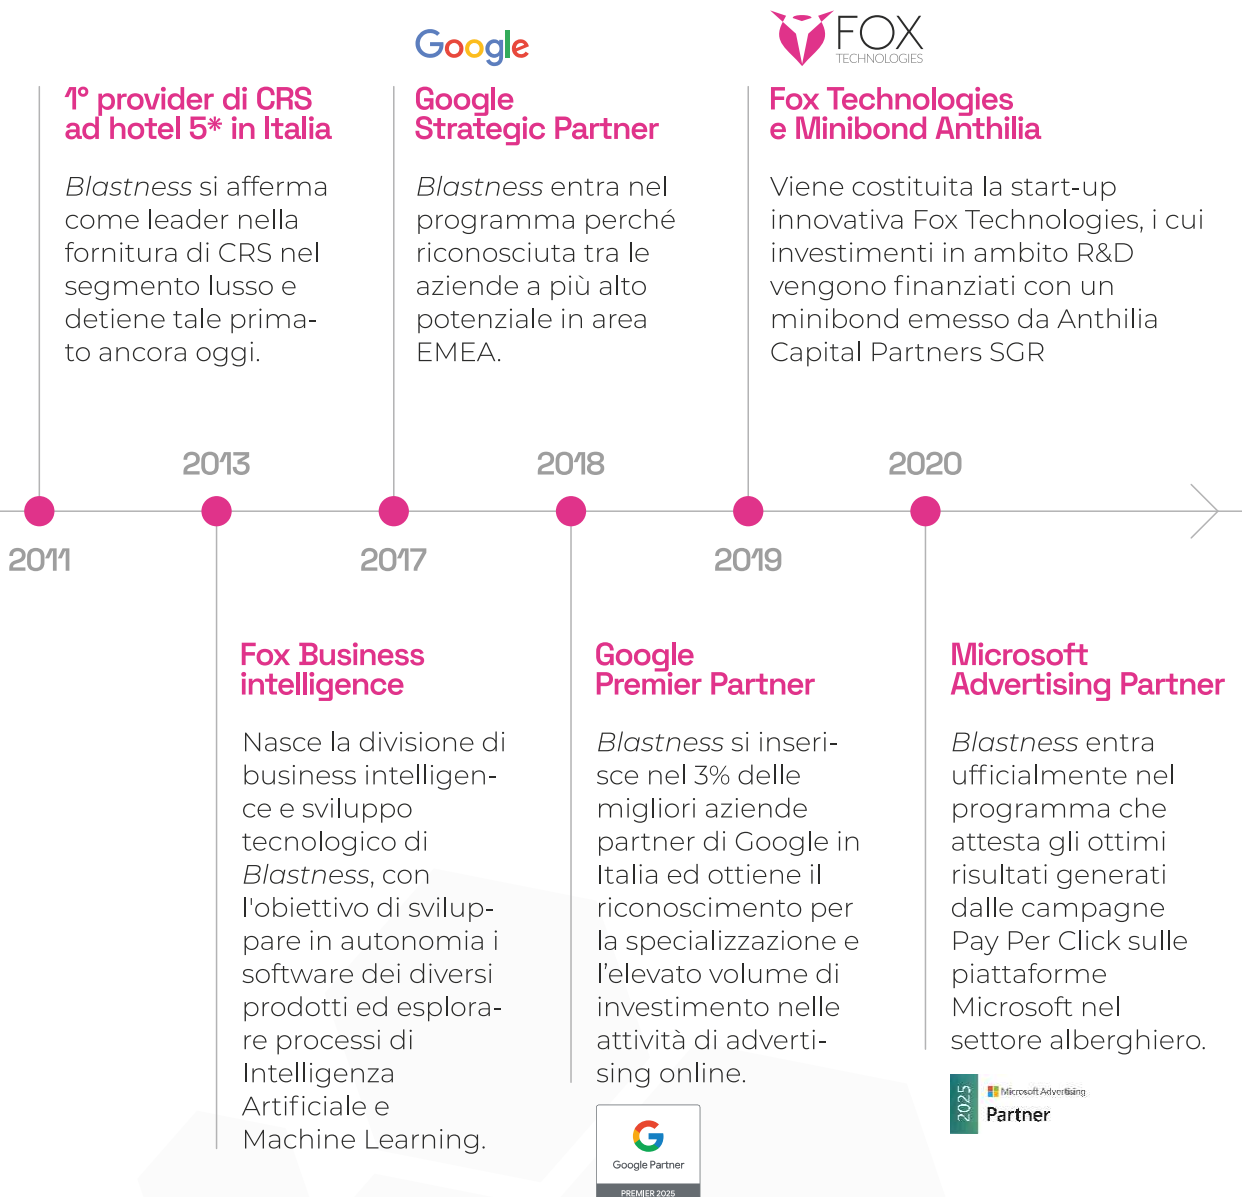 1° provider di CRS
ad hotel 5* in Italia
Blastness si afferma
come leader nella
fornitura di CRS nel
segmento lusso e
detiene tale prima-
to ancora oggi.
Google
Google
Strategic Partner
Blastness entra nel
programma perché
riconosciuta tra le
aziende a più alto
potenziale in area
EMEA.
FOX
TECHNOLOGIES
Fox Technologies
e Minibond Anthilia
Viene costituita la start-up
innovativa Fox Technologies, i cui
investimenti in ambito R&D
vengono finanziati con un
minibond emesso da Anthilia
Capital Partners SGR
2013
2018
2020
2011
2017
2019
Fox Business
intelligence
Nasce la divisione di
business intelligen-
ce e sviluppo
tecnologico di
Blastness, con
l'obiettivo di svilup-
pare in autonomia i
software dei diversi
prodotti ed esplora-
re processi di
Intelligenza
Artificiale e
Machine Learning.
Google
Premier Partner
Blastness si inseri-
sce nel 3% delle
migliori aziende
partner di Google in
Italia ed ottiene il
riconoscimento per
la specializzazione e
l’elevato volume di
investimento nelle
attività di adverti-
sing online.
G
Google Partner
PREMIER 2025
Microsoft
Advertising Partner
Blastness entra
ufficialmente nel
programma che
attesta gli ottimi
risultati generati
dalle campagne
Pay Per Click sulle
piattaforme
Microsoft nel
settore alberghiero.
2025
Microsoft Advertising
Partner